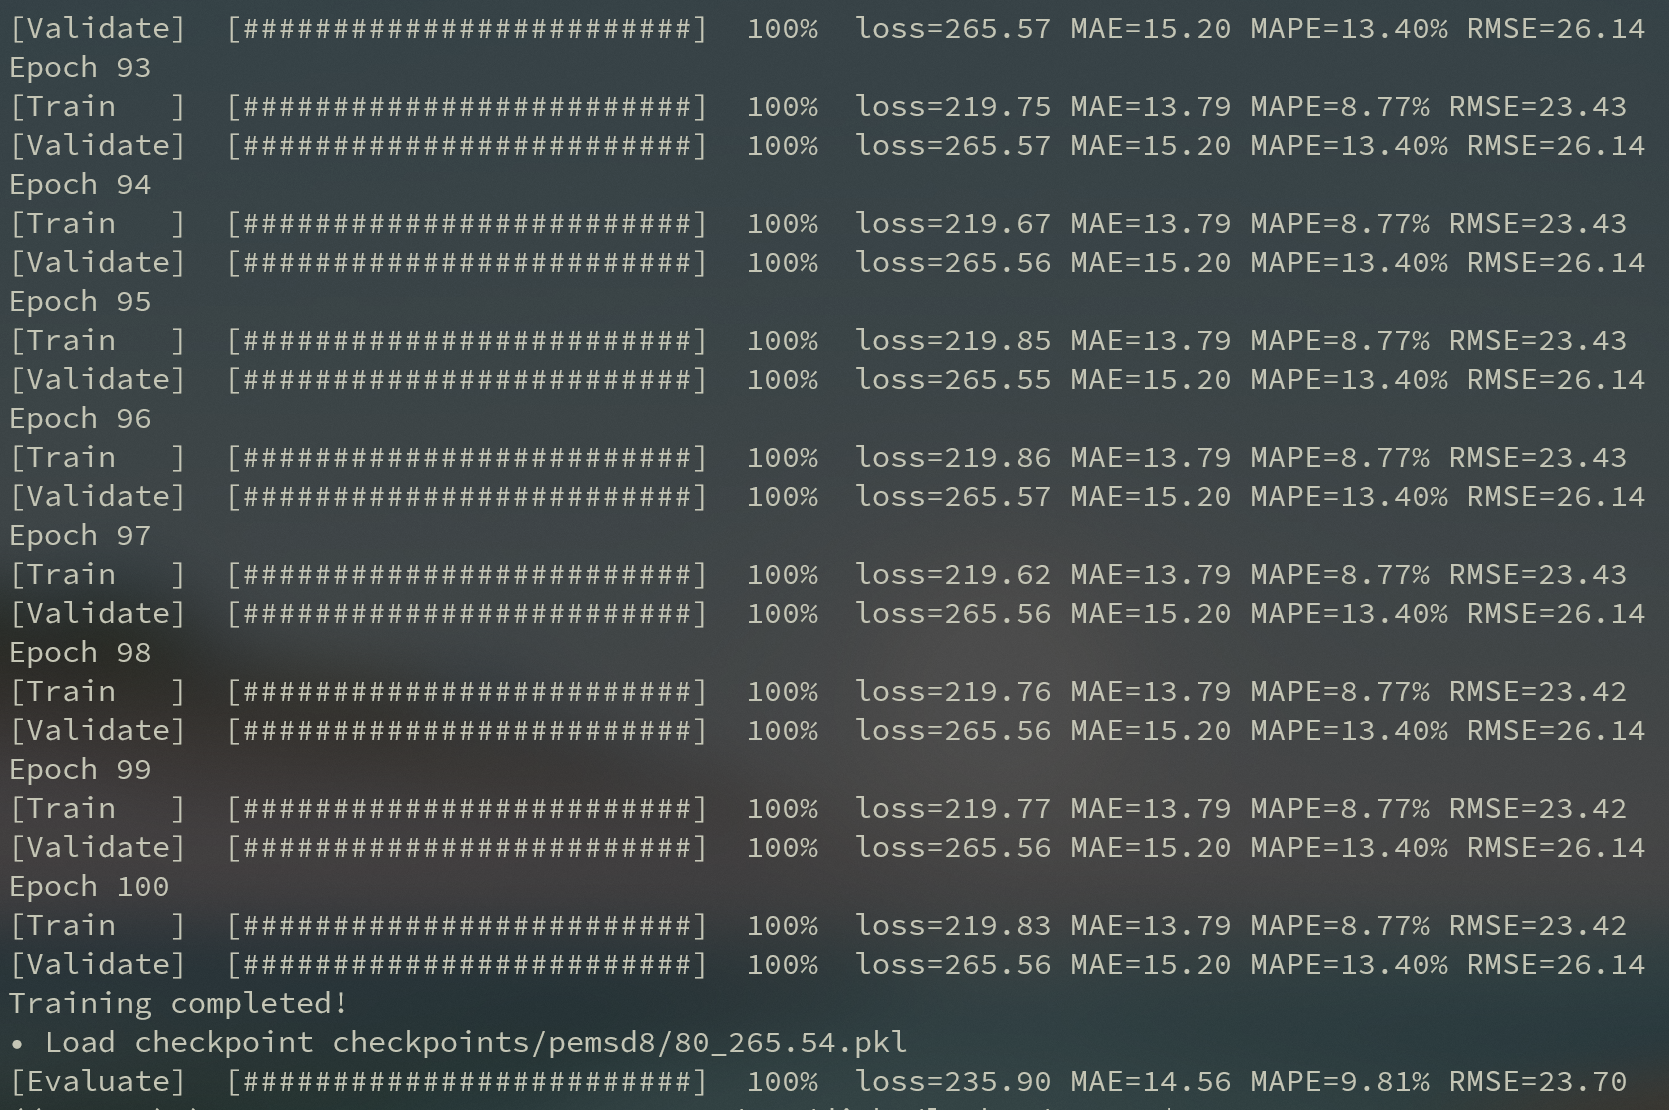 [Validate]  [#########################]  100%  loss=265.57 MAE=15.20 MAPE=13.40% RMSE=26.14
Epoch 93
[Train   ]  [#########################]  100%  loss=219.75 MAE=13.79 MAPE=8.77% RMSE=23.43
[Validate]  [#########################]  100%  loss=265.57 MAE=15.20 MAPE=13.40% RMSE=26.14
Epoch 94
[Train   ]  [#########################]  100%  loss=219.67 MAE=13.79 MAPE=8.77% RMSE=23.43
[Validate]  [#########################]  100%  loss=265.56 MAE=15.20 MAPE=13.40% RMSE=26.14
Epoch 95
[Train   ]  [#########################]  100%  loss=219.85 MAE=13.79 MAPE=8.77% RMSE=23.43
[Validate]  [#########################]  100%  loss=265.55 MAE=15.20 MAPE=13.40% RMSE=26.14
Epoch 96
[Train   ]  [#########################]  100%  loss=219.86 MAE=13.79 MAPE=8.77% RMSE=23.43
[Validate]  [#########################]  100%  loss=265.57 MAE=15.20 MAPE=13.40% RMSE=26.14
Epoch 97
[Train   ]  [#########################]  100%  loss=219.62 MAE=13.79 MAPE=8.77% RMSE=23.43
[Validate]  [#########################]  100%  loss=265.56 MAE=15.20 MAPE=13.40% RMSE=26.14
Epoch 98
[Train   ]  [#########################]  100%  loss=219.76 MAE=13.79 MAPE=8.77% RMSE=23.42
[Validate]  [#########################]  100%  loss=265.56 MAE=15.20 MAPE=13.40% RMSE=26.14
Epoch 99
[Train   ]  [#########################]  100%  loss=219.77 MAE=13.79 MAPE=8.77% RMSE=23.42
[Validate]  [#########################]  100%  loss=265.56 MAE=15.20 MAPE=13.40% RMSE=26.14
Epoch 100
[Train   ]  [#########################]  100%  loss=219.83 MAE=13.79 MAPE=8.77% RMSE=23.42
[Validate]  [#########################]  100%  loss=265.56 MAE=15.20 MAPE=13.40% RMSE=26.14
Training completed!
• Load checkpoint checkpoints/pemsd8/80_265.54.pkl
[Evaluate]  [#########################]  100%  loss=235.90 MAE=14.56 MAPE=9.81% RMSE=23.70